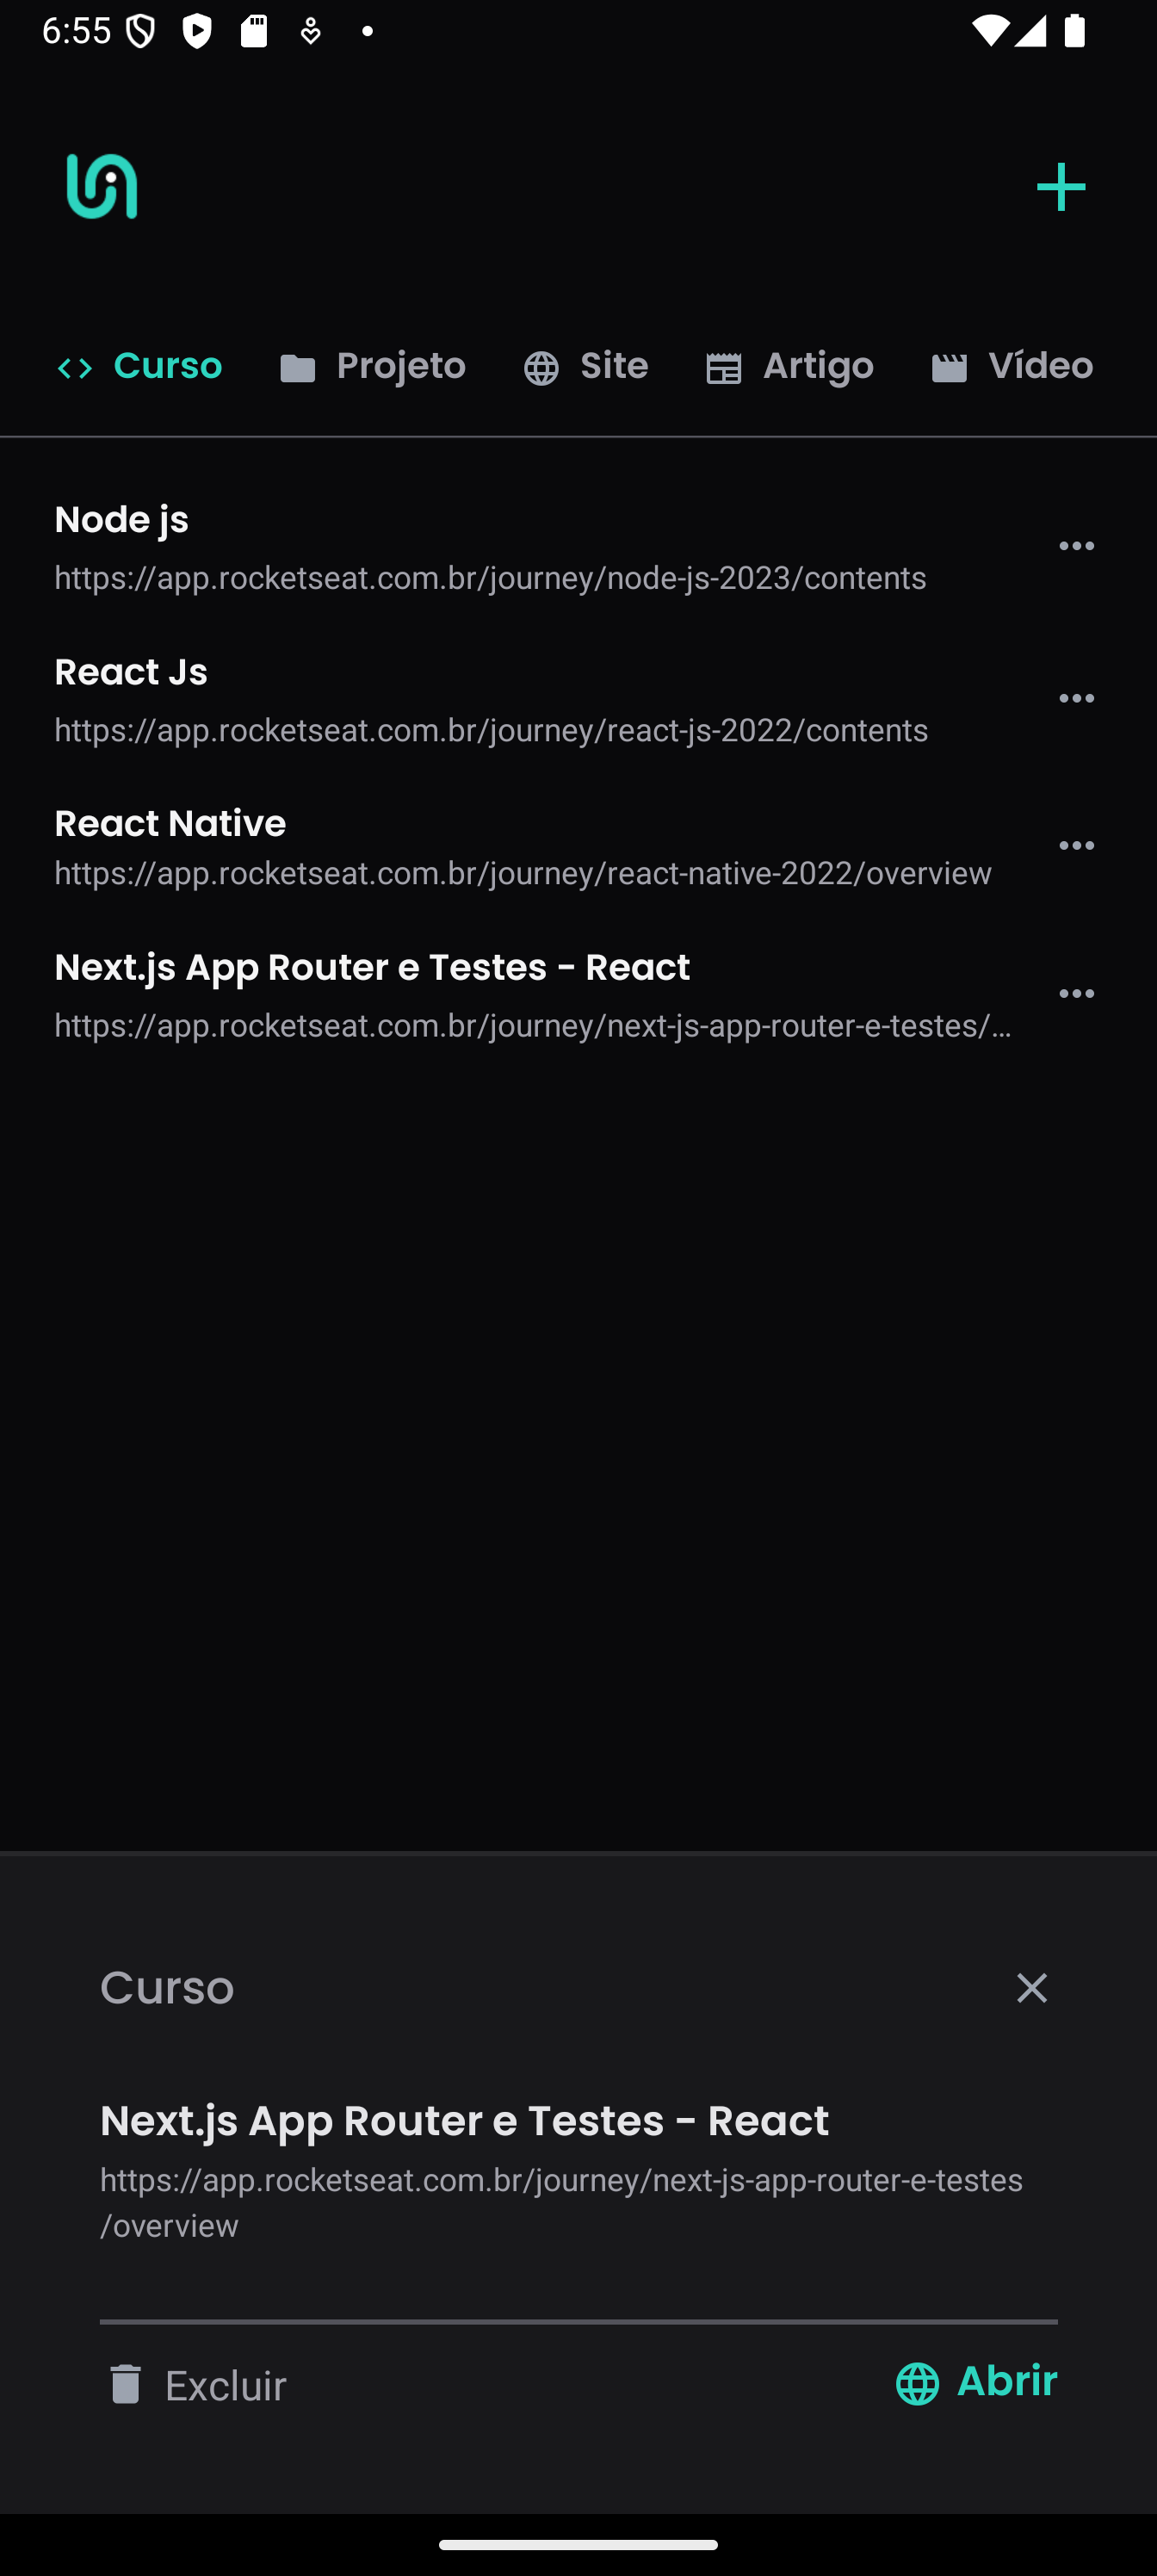 6:55
Curso Projeto Site Artigo Vídeo
Node js
https://app.rocketseat.com.br/journey/node-js-2023/contents
React Js
https://app.rocketseat.com.br/journey/react-js-2022/contents
React Native
https://app.rocketseat.com.br/journey/react-native-2022/overview
Next.js App Router e Testes - React
https://app.rocketseat.com.br/journey/next-js-app-router-e-testes/...
Curso
Next.js App Router e Testes - React
https://app.rocketseat.com.br/journey/next-js-app-router-e-testes
/overview
Excluir Abrir